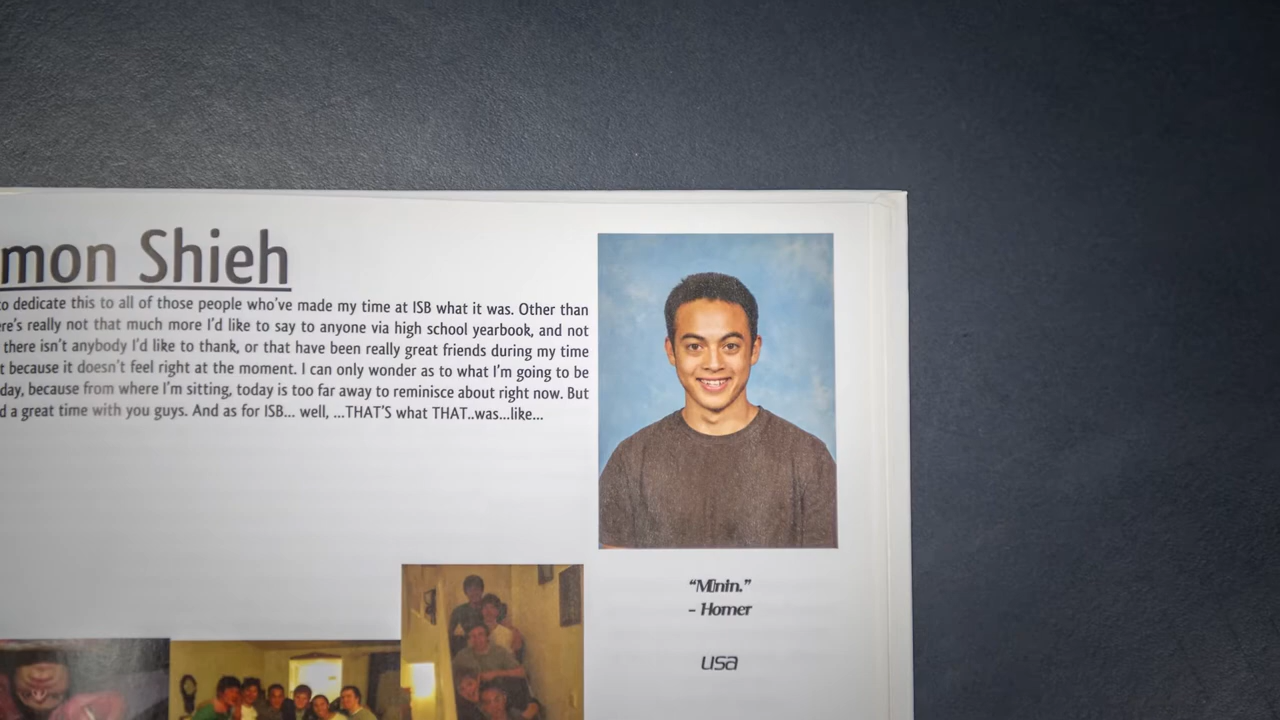 mon Shieh
to dedicate this to all of those people who've made my time at ISB what it was. Other than
ere's really not that much more I'd like to say to anyone via high school yearbook, and not
there isn't anybody I'd like to thank, or that have been really great friends during my time
t because it doesn't feel right at the moment. I can only wonder as to what I'm going to be
day, because from where I'm sitting, today is too far away to reminisce about right now. But
d a great time with you guys. And as for ISB... well, ...THAT'S what THAT..was...like...
– Homer
usa